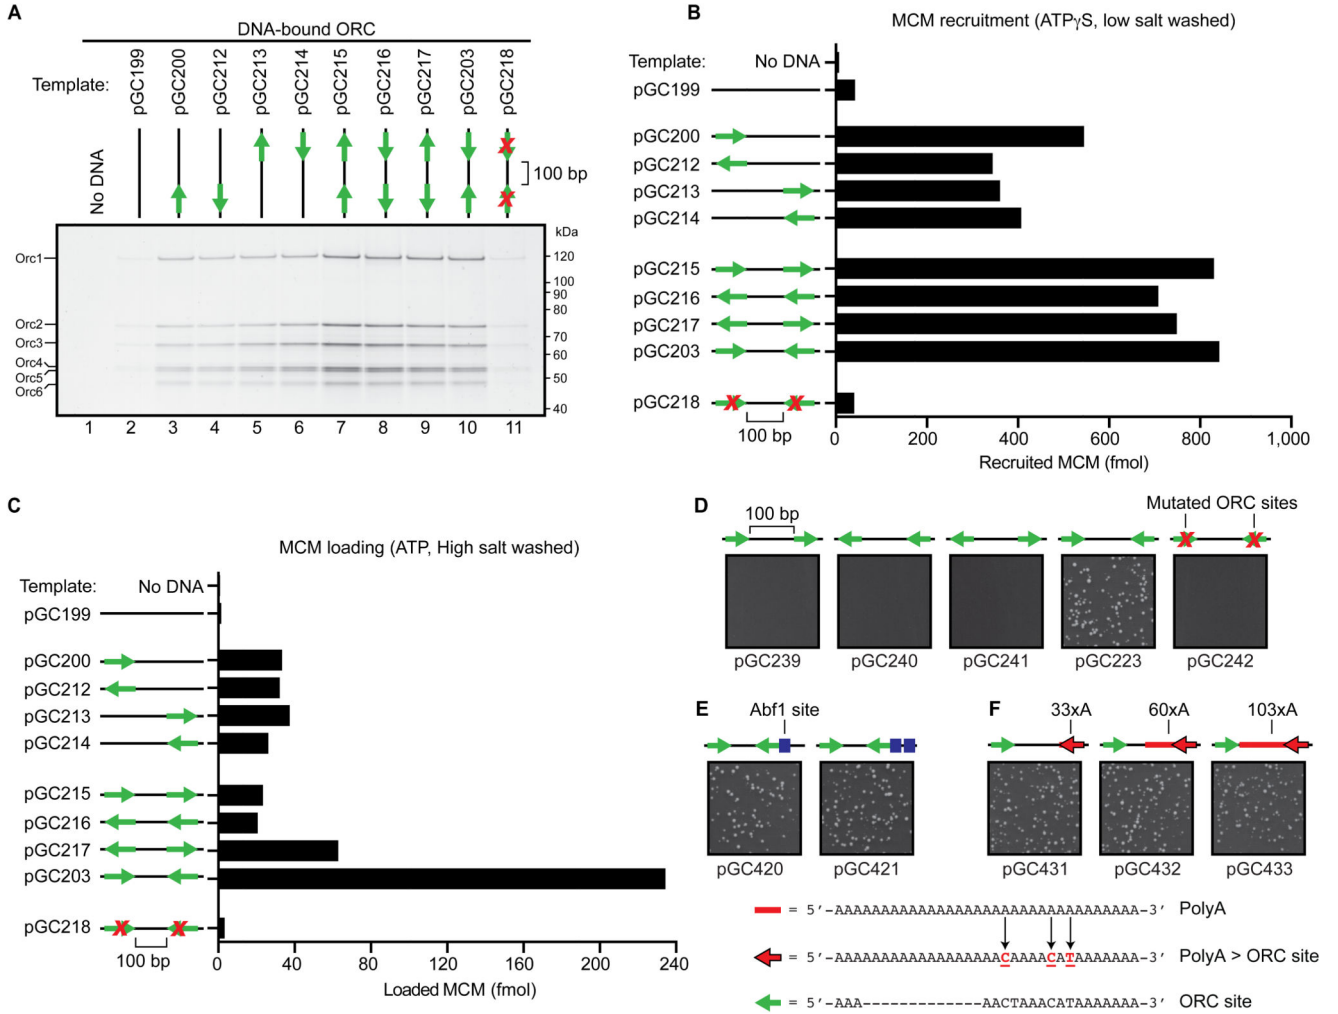 A
DNA-bound ORC
Template:
pGC199
pGC200
pGC212
pGC213
pGC214
pGC215
pGC216
pGC217
pGC203
pGC218
No DNA
X
X
100 bp
kDa
Orc1
Orc2
Orc3
Orc4
Orc5
Orc6
120
100
90
80
70
60
50
40
1 2 3 4 5 6 7 8 9 10 11
B
MCM recruitment (ATPγS, low salt washed)
Template: No DNA
pGC199
pGC200
pGC212
pGC213
pGC214
pGC215
pGC216
pGC217
pGC203
pGC218 X X
100 bp
0 200 400 600 800 1,000
Recruited MCM (fmol)
C
MCM loading (ATP, High salt washed)
Template: No DNA
pGC199
pGC200
pGC212
pGC213
pGC214
pGC215
pGC216
pGC217
pGC203
pGC218 X X
100 bp
0 40 80 120 160 200 240
Loaded MCM (fmol)
D
100 bp
Mutated ORC sites
X X
pGC239 pGC240 pGC241 pGC223 pGC242
E
Abf1 site
pGC420 pGC421
F
33xA 60xA 103xA
pGC431 pGC432 pGC433
= 5′-AAAAAAAAAAAAAAAAAAAAAAAAAAAAAAAAA-3′ PolyA
= 5′-AAAAAAAAAAAAAAAAAACAAAACATAAAAAAA-3′ PolyA > ORC site
= 5′-AAA-------------AACTAAACATAAAAAAA-3′ ORC site